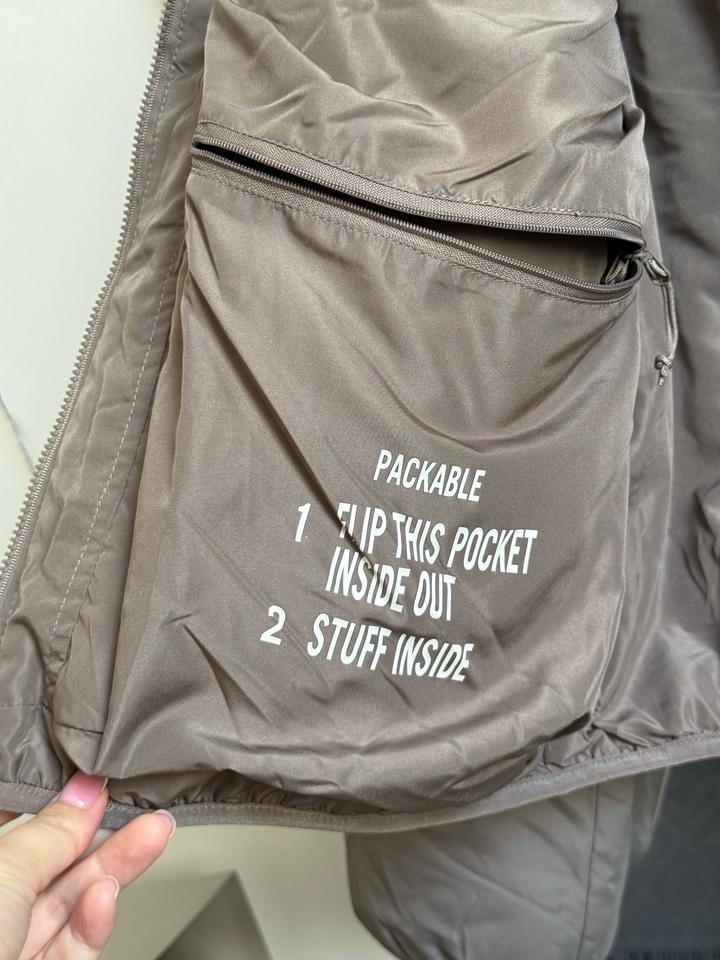 PACKABLE
1 FLIP THIS POCKET
INSIDE OUT
2 STUFF INSIDE